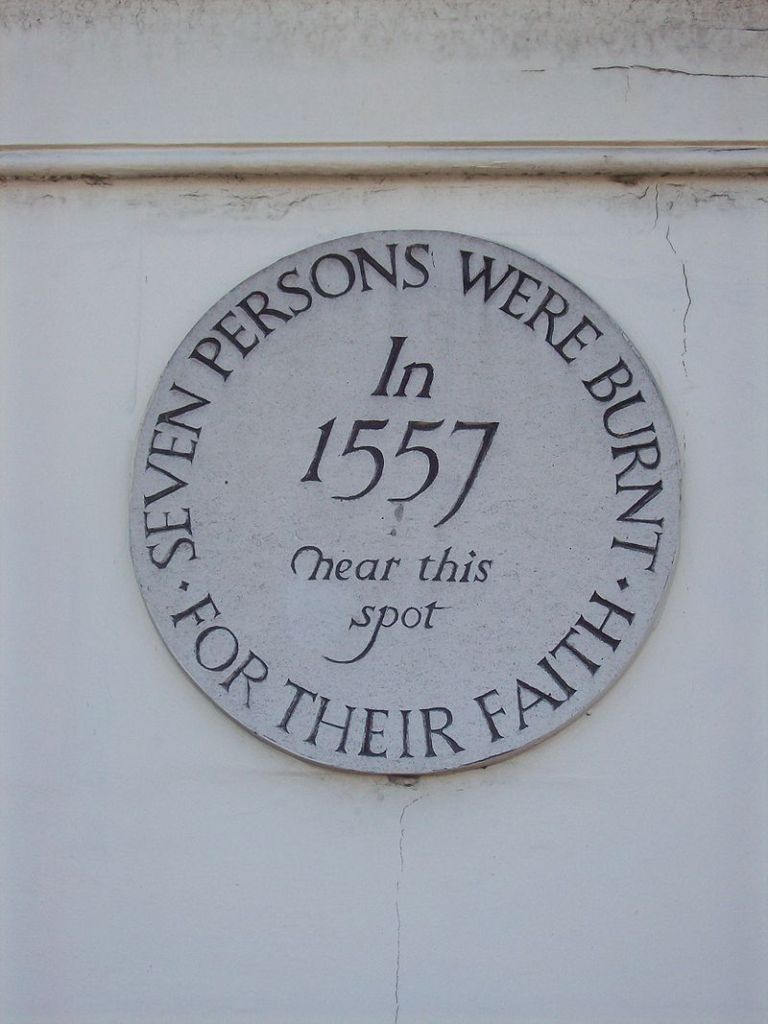 SEVEN PERSONS WERE BURNT
In
1557
near this
spot
· FOR THEIR FAITH ·